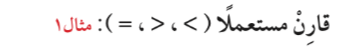 قارِنْ مستعملًا ( < ، > ، = ) : مثال ١